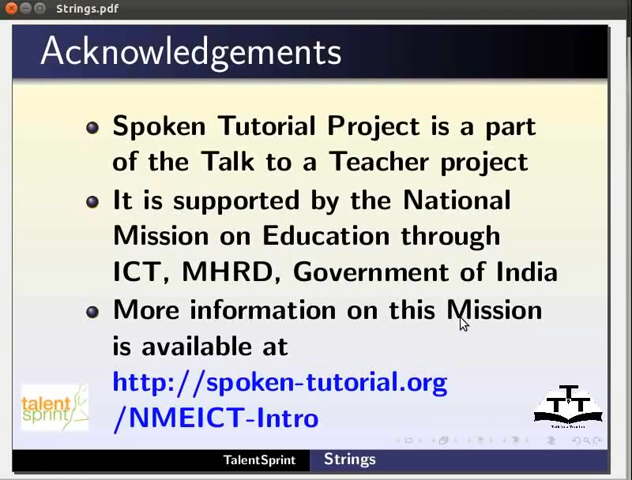 Strings.pdf
Acknowledgements
Spoken Tutorial Project is a part
of the Talk to a Teacher project
It is supported by the National
Mission on Education through
ICT, MHRD, Government of India
More information on this Mission
is available at
http://spoken-tutorial.org
/NMEICT-Intro
talent
sprint
TTT
TalentSprint
Strings